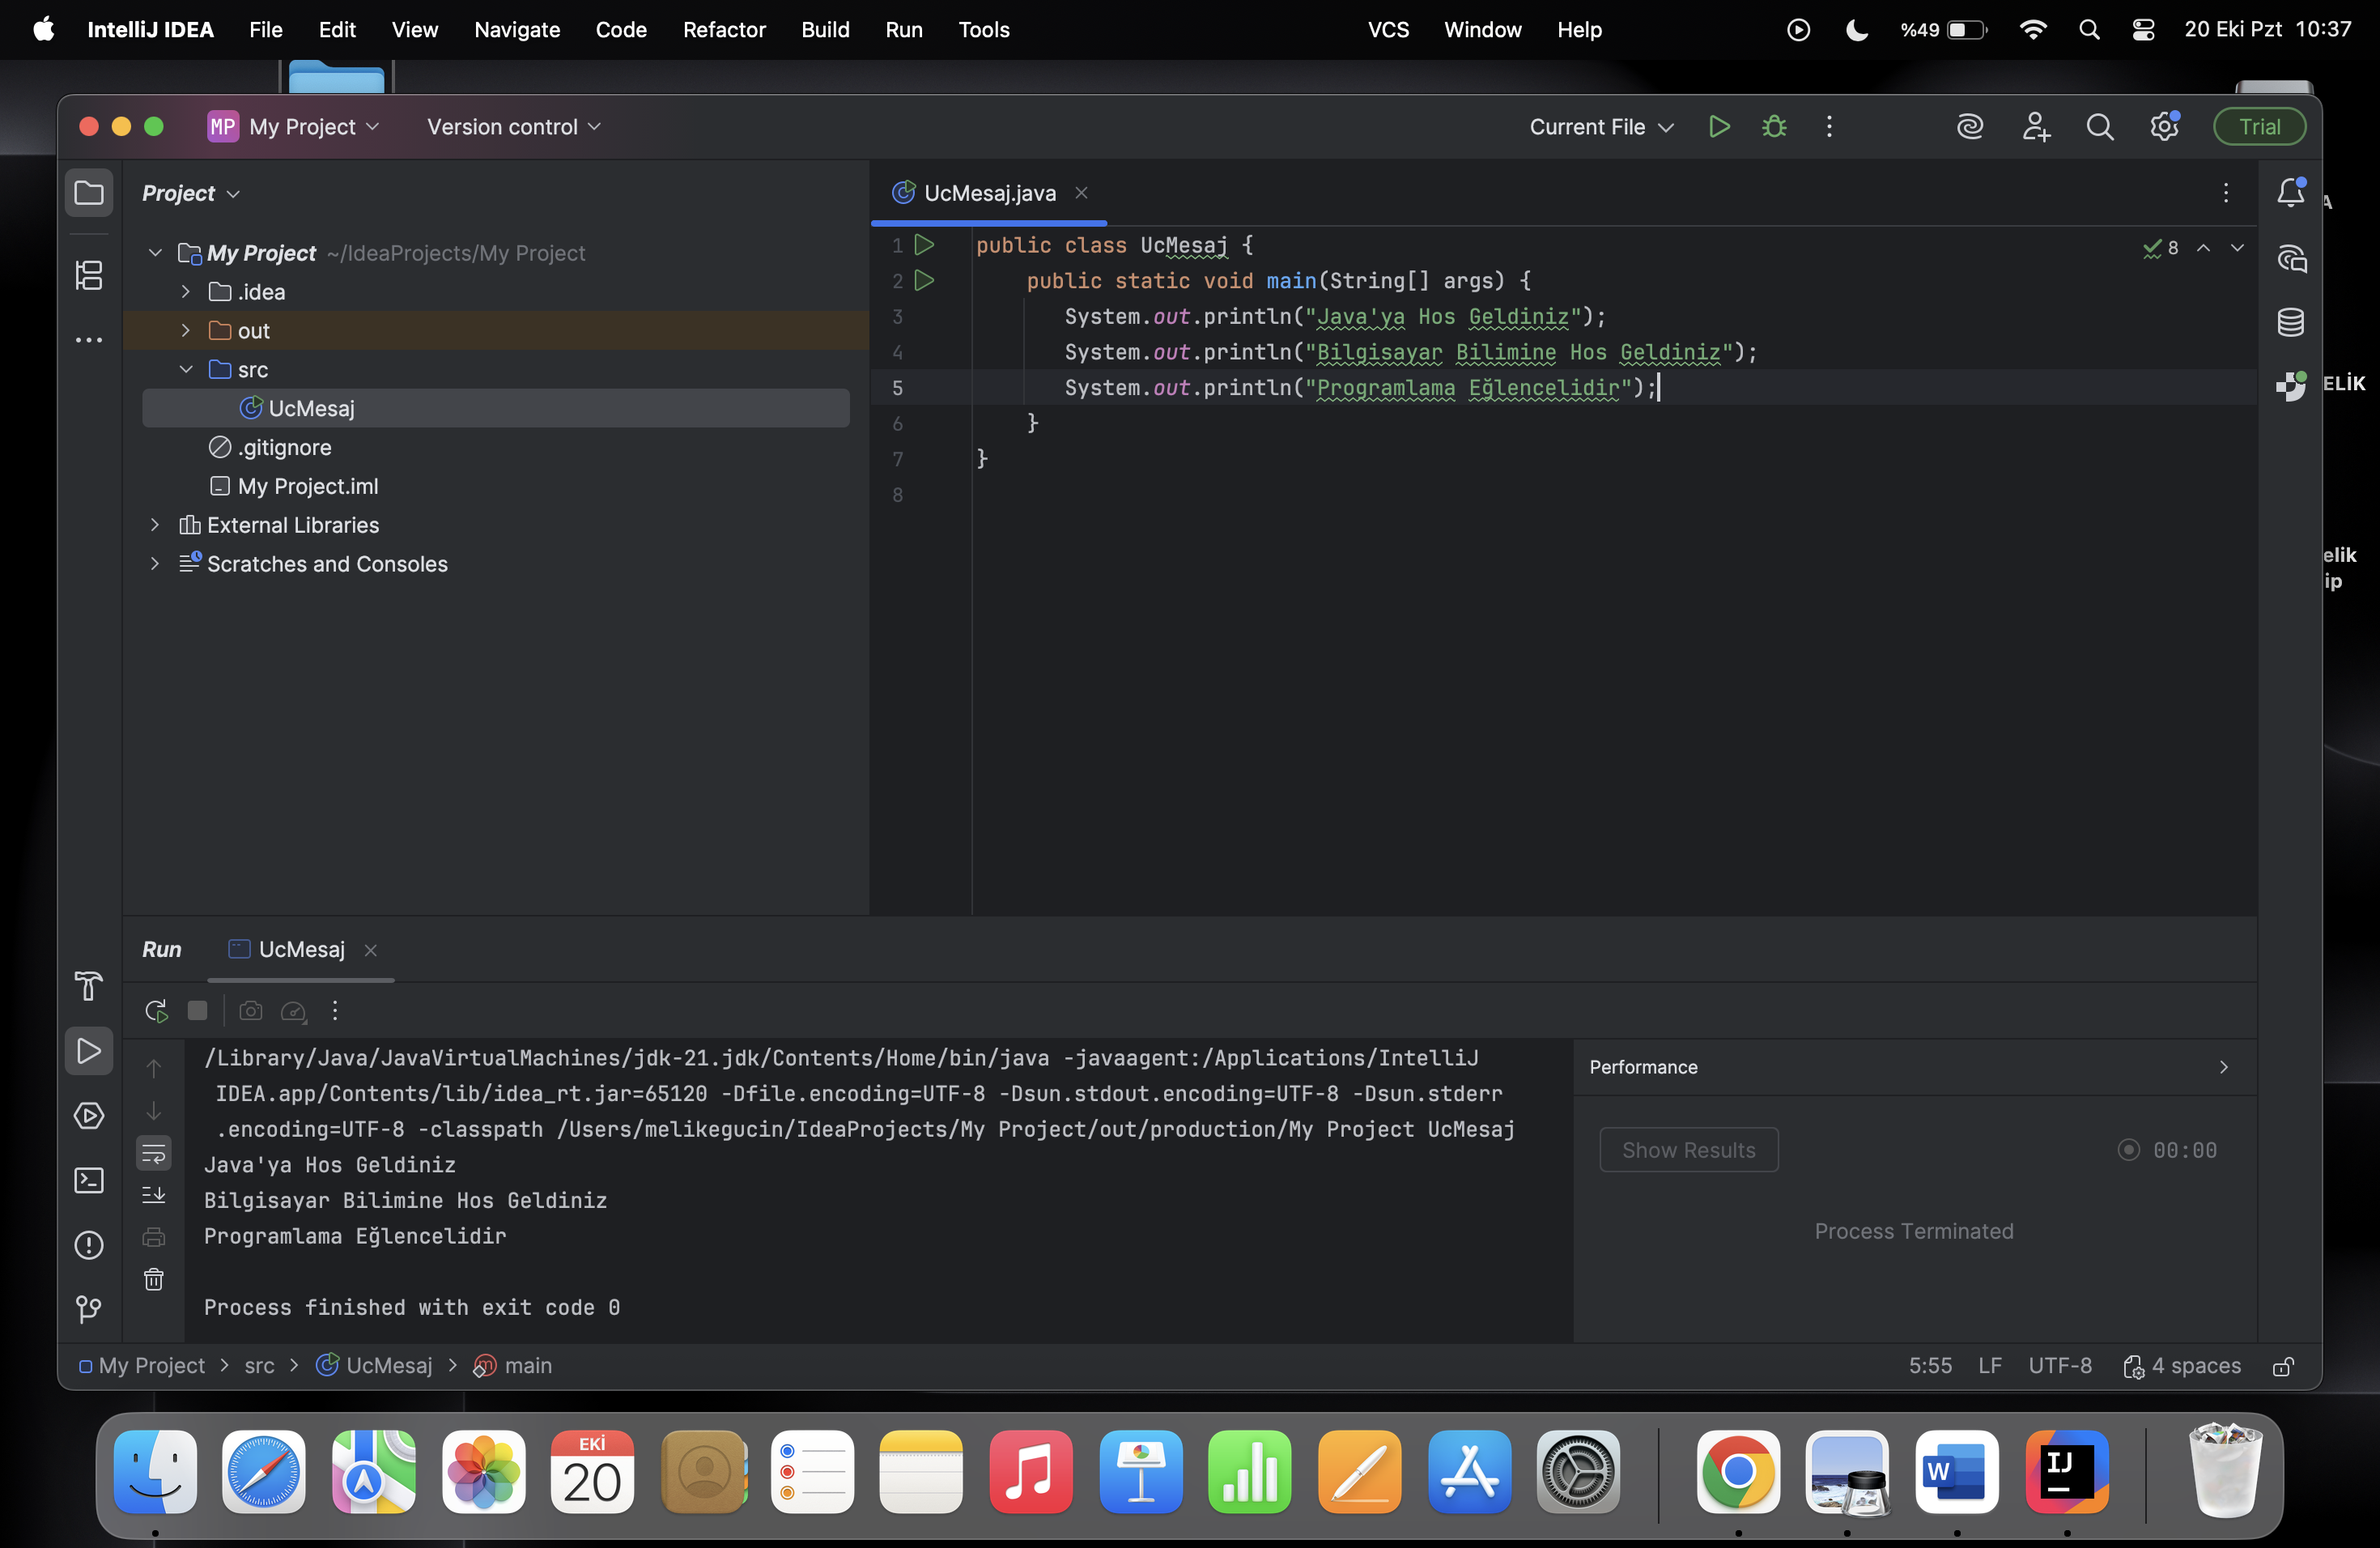 IntelliJ IDEA File Edit View Navigate Code Refactor Build Run Tools VCS Window Help %49 20 Eki Pzt 10:37
MP My Project Version control Current File Trial
Project
My Project ~/IdeaProjects/My Project
.idea
out
src
UcMesaj
.gitignore
My Project.iml
External Libraries
Scratches and Consoles
UcMesaj.java
8
1 public class UcMesaj {
2 public static void main(String[] args) {
3 System.out.println("Java'ya Hos Geldiniz");
4 System.out.println("Bilgisayar Bilimine Hos Geldiniz");
5 System.out.println("Programlama Eğlencelidir");
6 }
7 }
8
A
ELİK
elik
ip
Run UcMesaj
/Library/Java/JavaVirtualMachines/jdk-21.jdk/Contents/Home/bin/java -javaagent:/Applications/IntelliJ
IDEA.app/Contents/lib/idea_rt.jar=65120 -Dfile.encoding=UTF-8 -Dsun.stdout.encoding=UTF-8 -Dsun.stderr
.encoding=UTF-8 -classpath /Users/melikegucin/IdeaProjects/My Project/out/production/My Project UcMesaj
Java'ya Hos Geldiniz
Bilgisayar Bilimine Hos Geldiniz
Programlama Eğlencelidir
Process finished with exit code 0
Performance
Show Results 00:00
Process Terminated
My Project > src > UcMesaj > main 5:55 LF UTF-8 4 spaces
EKİ
20
W
IJ